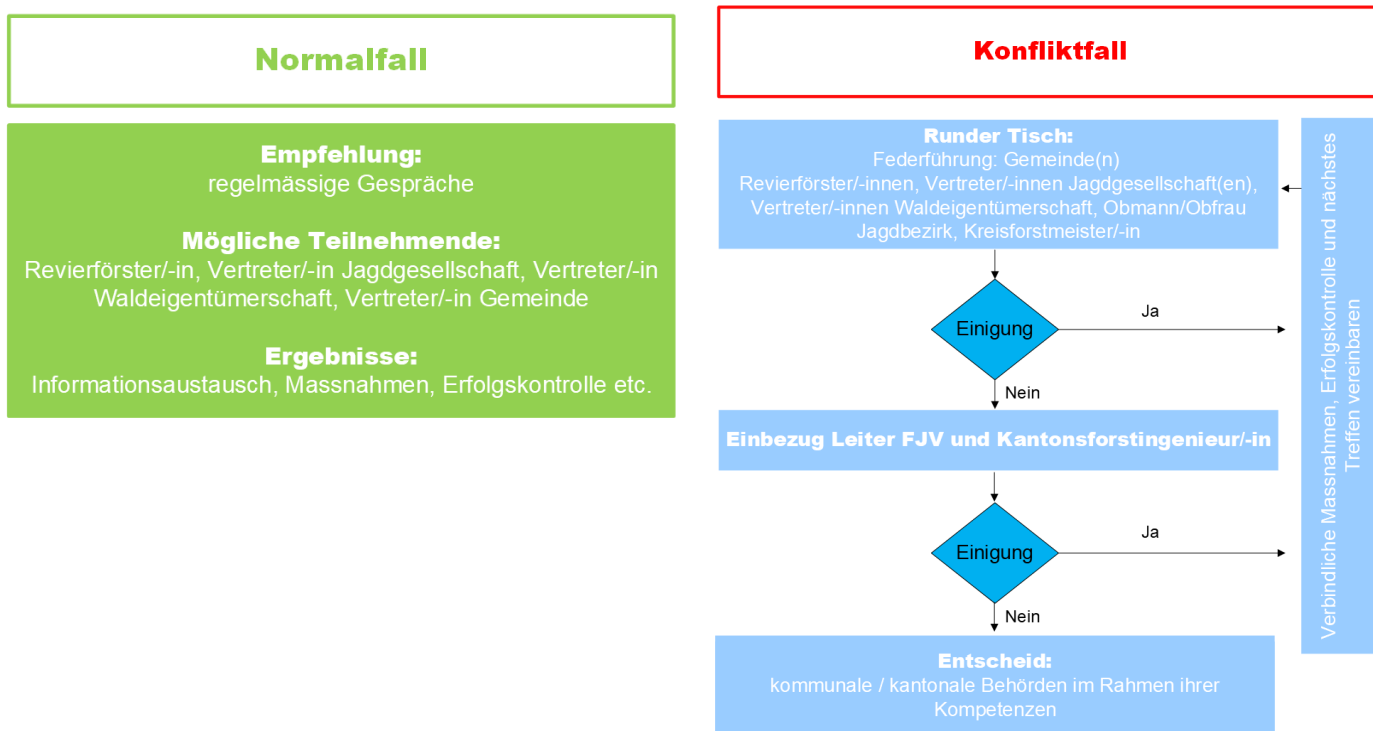 Normalfall
Empfehlung:
regelmässige Gespräche
Mögliche Teilnehmende:
Revierförster/-in, Vertreter/-in Jagdgesellschaft, Vertreter/-in
Waldeigentümerschaft, Vertreter/-in Gemeinde
Ergebnisse:
Informationsaustausch, Massnahmen, Erfolgskontrolle etc.
Konfliktfall
Runder Tisch:
Federführung: Gemeinde(n)
Revierförster/-innen, Vertreter/-innen Jagdgesellschaft(en),
Vertreter/-innen Waldeigentümerschaft, Obmann/Obfrau
Jagdbezirk, Kreisforstmeister/-in
Einigung
Ja
Nein
Einbezug Leiter FJV und Kantonsforstingenieur/-in
Einigung
Ja
Nein
Entscheid:
kommunale / kantonale Behörden im Rahmen ihrer
Kompetenzen
Verbindliche Massnahmen, Erfolgskontrolle und nächstes
Treffen vereinbaren